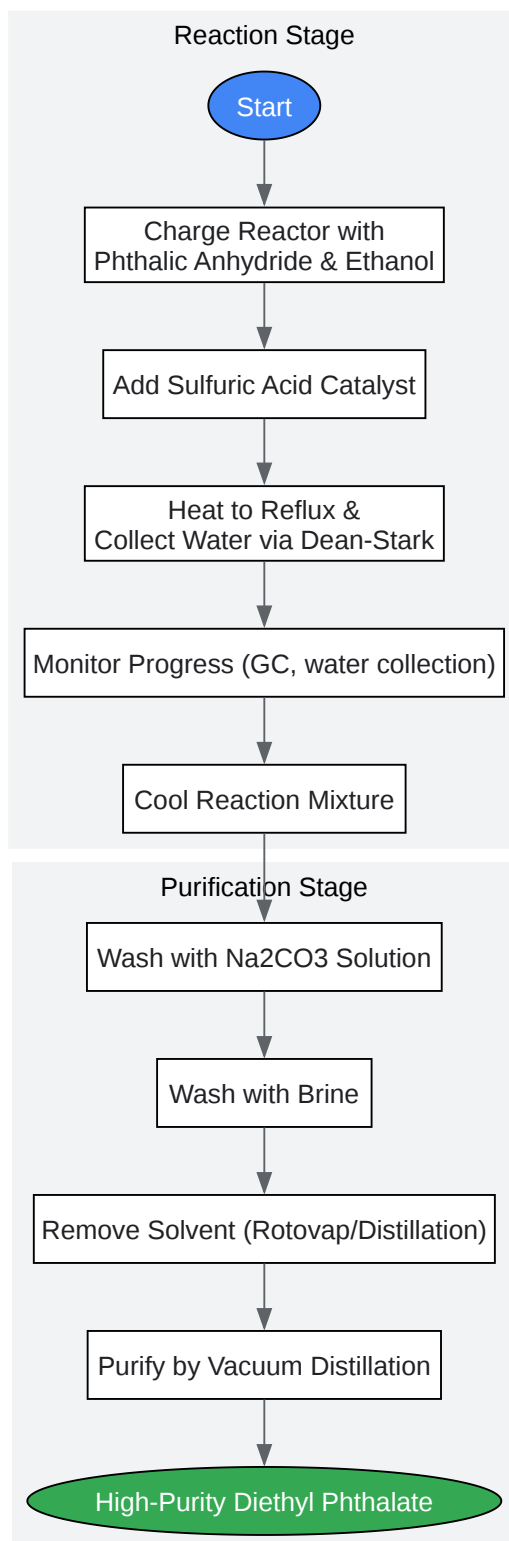 Reaction Stage
Start
Charge Reactor with
Phthalic Anhydride & Ethanol
Add Sulfuric Acid Catalyst
Heat to Reflux &
Collect Water via Dean-Stark
Monitor Progress (GC, water collection)
Cool Reaction Mixture
Purification Stage
Wash with Na2CO3 Solution
Wash with Brine
Remove Solvent (Rotovap/Distillation)
Purify by Vacuum Distillation
High-Purity Diethyl Phthalate